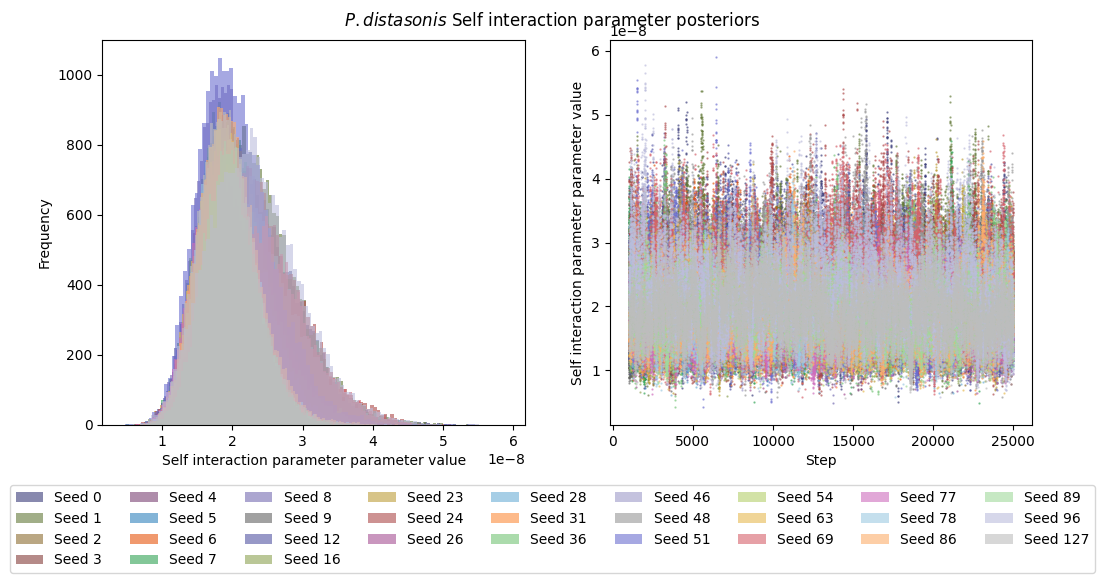 P. distasonis Self interaction parameter posteriors
1e−8
1000
800
600
400
200
0
Frequency
1
2
3
4
5
6
1e−8
Self interaction parameter parameter value
6
5
4
3
2
1
Self interaction parameter value
0
5000
10000
15000
20000
25000
Step
Seed 0 Seed 4 Seed 8 Seed 23 Seed 28 Seed 46 Seed 54 Seed 77 Seed 89
Seed 1 Seed 5 Seed 9 Seed 24 Seed 31 Seed 48 Seed 63 Seed 78 Seed 96
Seed 2 Seed 6 Seed 12 Seed 26 Seed 36 Seed 51 Seed 69 Seed 86 Seed 127
Seed 3 Seed 7 Seed 16